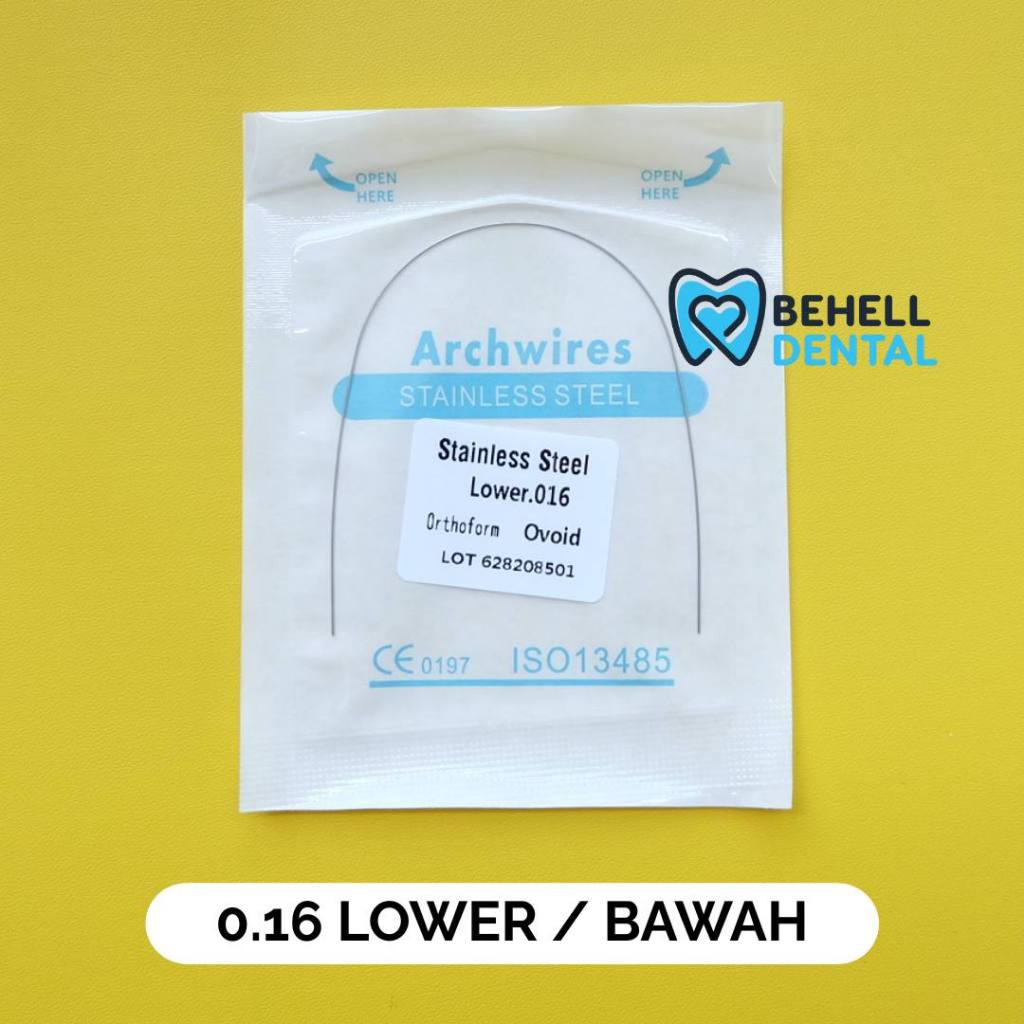 OPEN
HERE
OPEN
HERE
BEHELL
DENTAL
Archwires
STAINLESS STEEL
Stainless Steel
Lower.016
Orthoform Ovoid
LOT 628208501
CE 0197 ISO13485
0.16 LOWER / BAWAH